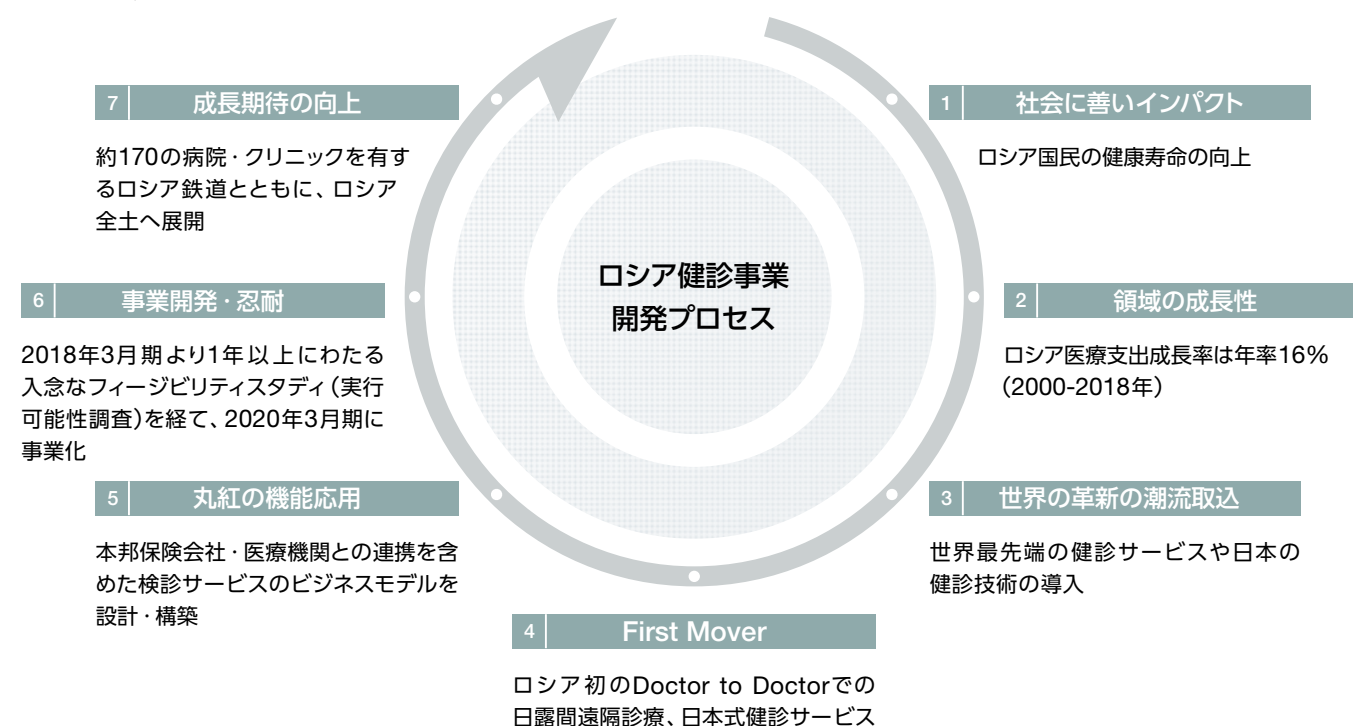 ロシア健診事業
開発プロセス
1 社会に善いインパクト
ロシア国民の健康寿命の向上
2 領域の成長性
ロシア医療支出成長率は年率16%
(2000-2018年)
3 世界の革新の潮流取込
世界最先端の健診サービスや日本の
健診技術の導入
4 First Mover
ロシア初のDoctor to Doctorでの
日露間遠隔診療、日本式健診サービス
5 丸紅の機能応用
本邦保険会社・医療機関との連携を含
めた検診サービスのビジネスモデルを
設計・構築
6 事業開発・忍耐
2018年3月期より1年以上にわたる
入念なフィージビリティスタディ(実行
可能性調査)を経て、2020年3月期に
事業化
7 成長期待の向上
約170の病院・クリニックを有す
るロシア鉄道とともに、ロシア
全土へ展開